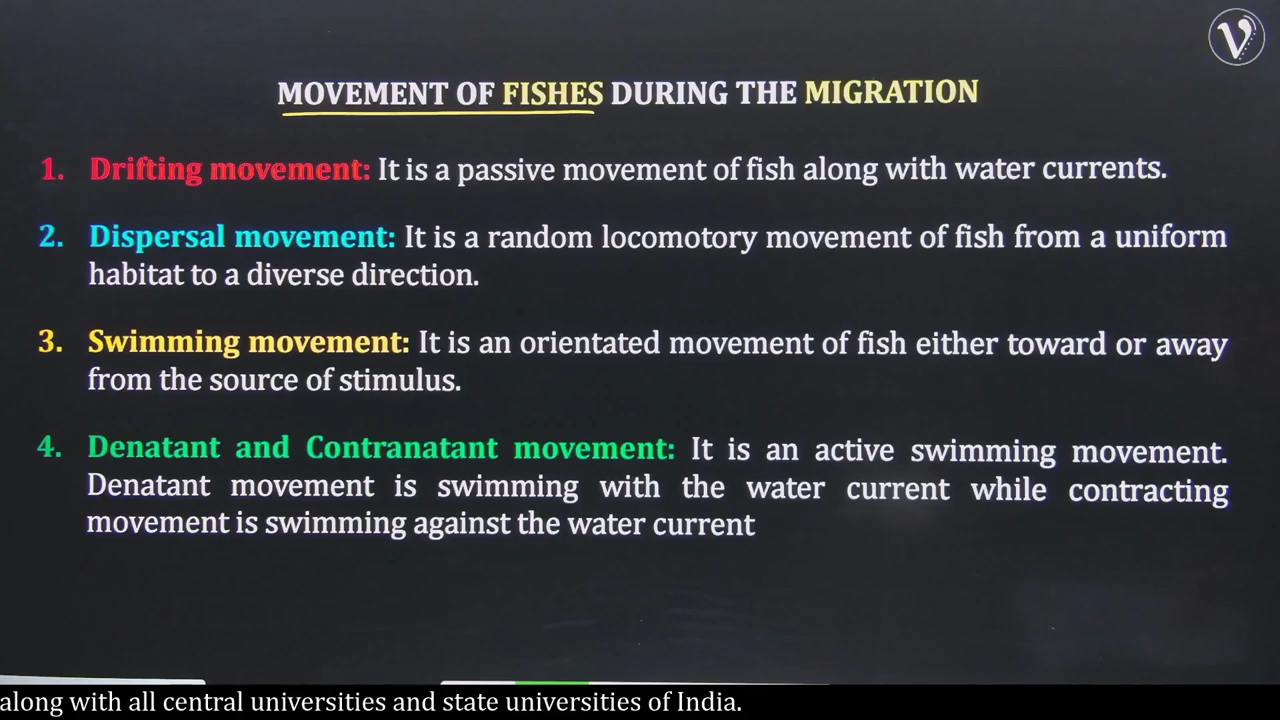 V
MOVEMENT OF FISHES DURING THE MIGRATION
1. Drifting movement: It is a passive movement of fish along with water currents.
2. Dispersal movement: It is a random locomotory movement of fish from a uniform
habitat to a diverse direction.
3. Swimming movement: It is an orientated movement of fish either toward or away
from the source of stimulus.
4. Denatant and Contranatant movement: It is an active swimming movement.
Denatant movement is swimming with the water current while contracting
movement is swimming against the water current
along with all central universities and state universities of India.